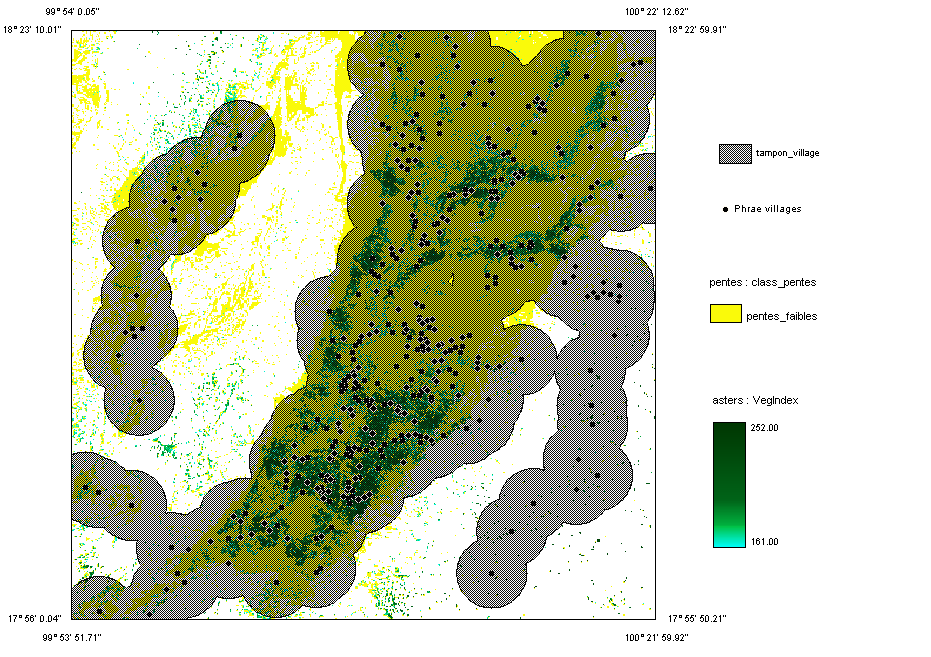 99° 54' 0.05''
100° 22' 12.62''
18° 23' 10.01''
18° 22' 59.91''
tampon_village
Phrae villages
pentes : class_pentes
pentes_faibles
asters : VegIndex
252.00
161.00
17° 56' 0.04''
17° 55' 50.21''
99° 53' 51.71''
100° 21' 59.92''